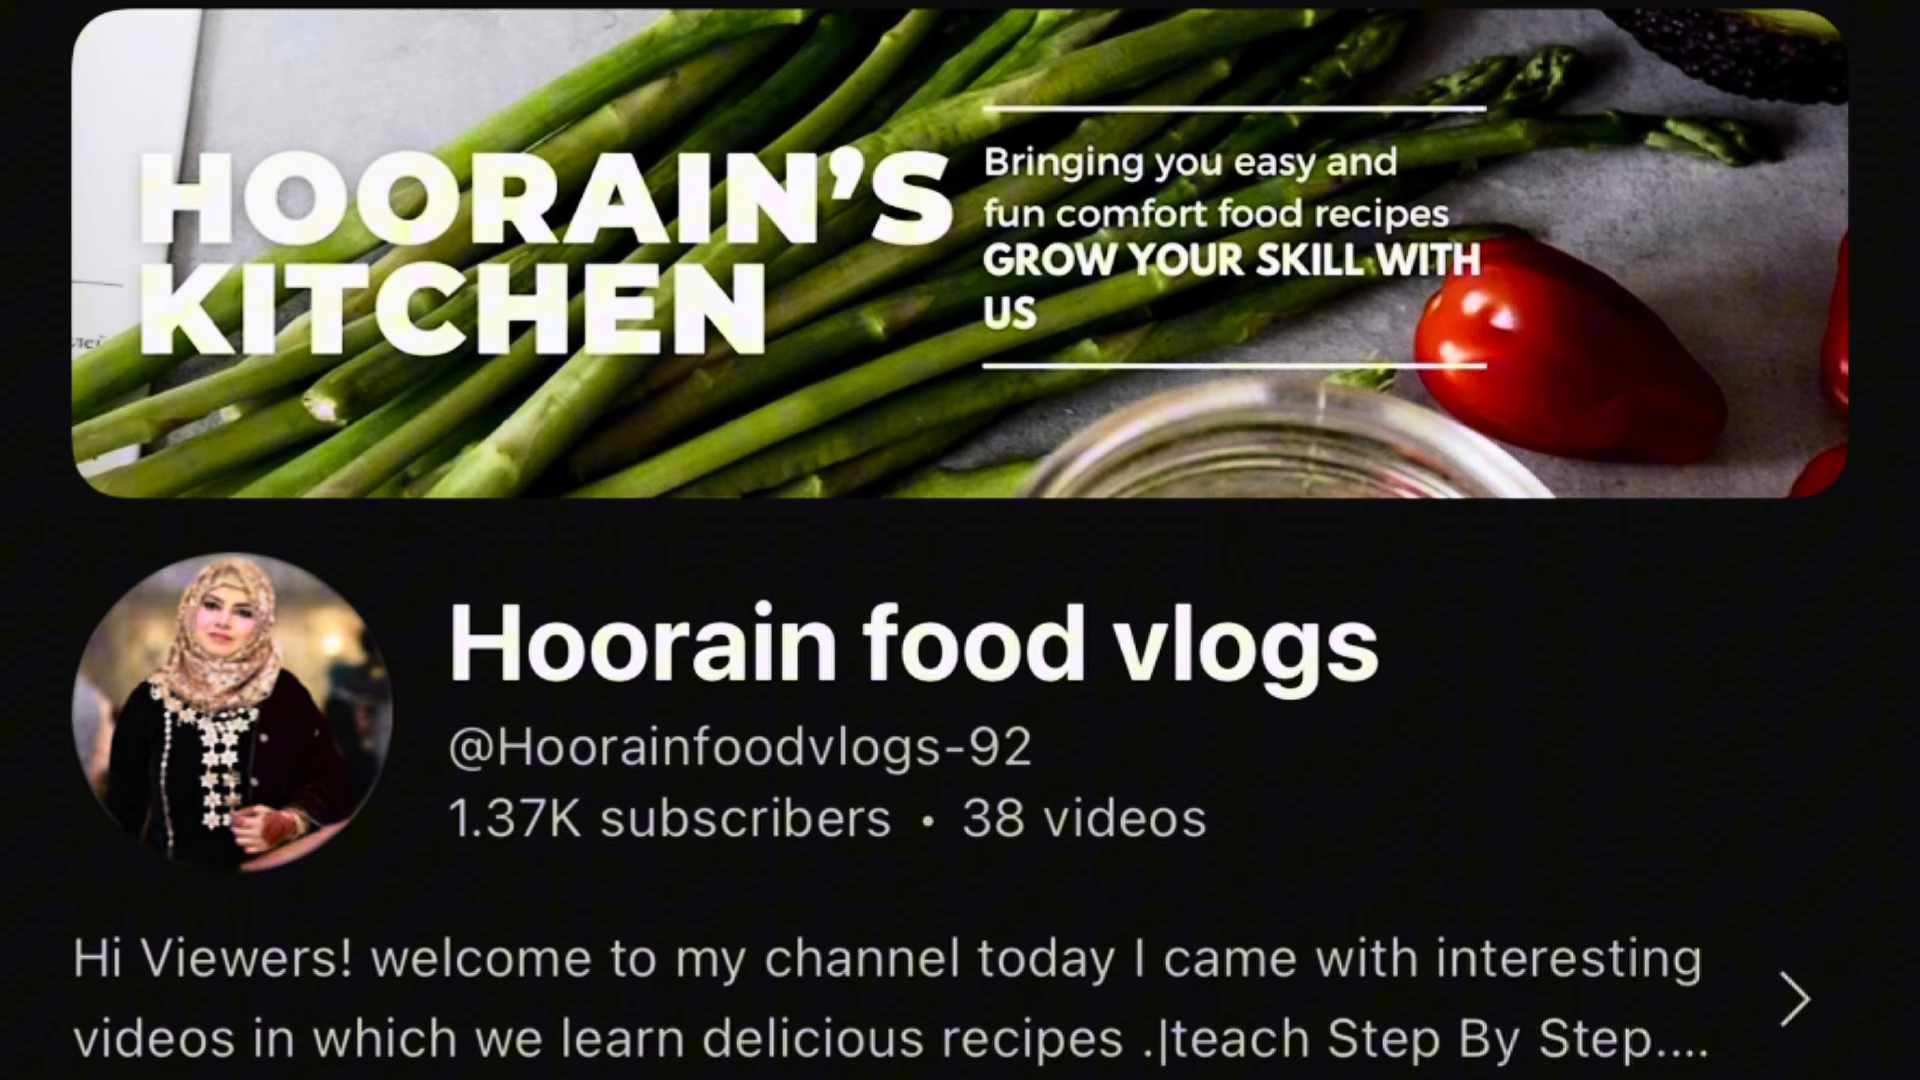 HOORAIN’S
KITCHEN
Bringing you easy and
fun comfort food recipes
GROW YOUR SKILL WITH
US
Hoorain food vlogs
@Hoorainfoodvlogs-92
1.37K subscribers • 38 videos
Hi Viewers! welcome to my channel today I came with interesting
videos in which we learn delicious recipes .|teach Step By Step....